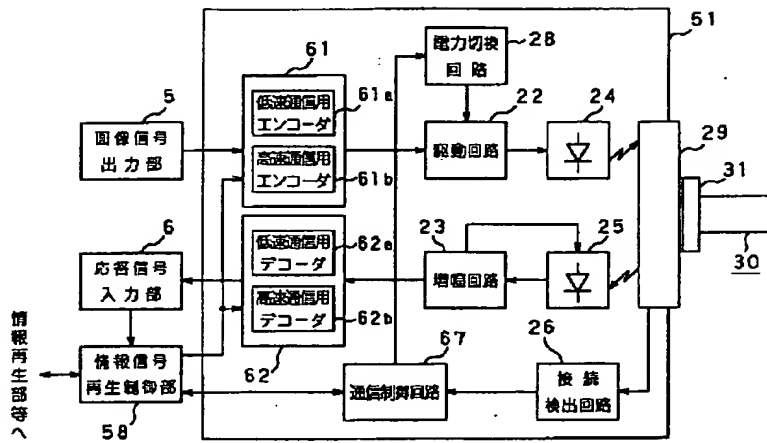 51
電力切換
回路
28
61
低速通信用
エンコーダ
61a
高速通信用
エンコーダ
61b
5
画像信号
出力部
22
駆動回路
24
29
31
30
6
応答信号
入力部
低速通信用
デコーダ
62a
高速通信用
デコーダ
62b
62
23
増幅回路
25
情報再生部等へ
情報信号
再生制御部
58
67
通信制御回路
26
接続
検出回路